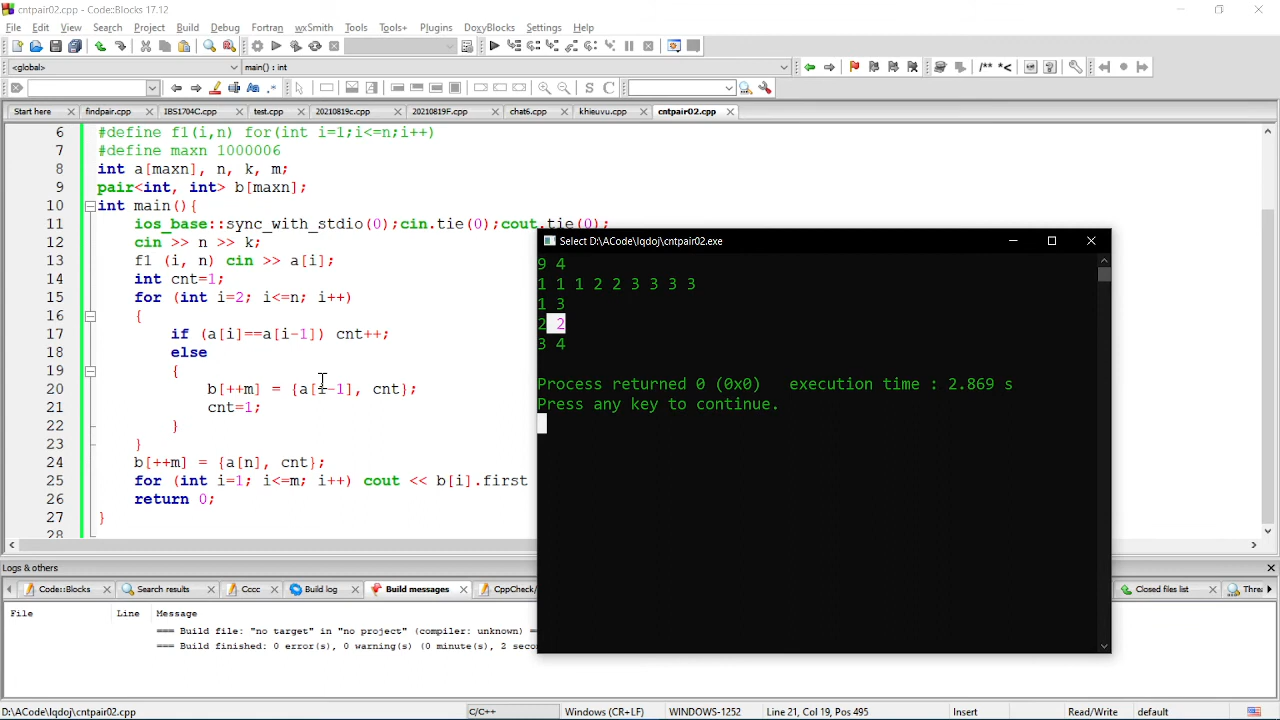 cntpair02.cpp - Code::Blocks 17.12
File Edit View Search Project Build Debug Fortran wxSmith Tools Tools+ Plugins DoxyBlocks Settings Help
<global> main() : int
Start here findpair.cpp IBS1704C.cpp test.cpp 20210819c.cpp 20210819F.cpp chat6.cpp khieuvu.cpp cntpair02.cpp
6 #define f1(i,n) for(int i=1;i<=n;i++)
7 #define maxn 1000006
8 int a[maxn], n, k, m;
9 pair<int, int> b[maxn];
10 int main(){
11 ios_base::sync_with_stdio(0);cin.tie(0);cout.tie(0);
12 cin >> n >> k;
13 f1 (i, n) cin >> a[i];
14 int cnt=1;
15 for (int i=2; i<=n; i++)
16 {
17 if (a[i]==a[i-1]) cnt++;
18 else
19 {
20 b[++m] = {a[i-1], cnt};
21 cnt=1;
22 }
23 }
24 b[++m] = {a[n], cnt};
25 for (int i=1; i<=m; i++) cout << b[i].first
26 return 0;
27 }
28
Select D:\ACode\lqdoj\cntpair02.exe
9 4
1 1 1 2 2 3 3 3 3
1 3
2 2
3 4
Process returned 0 (0x0) execution time : 2.869 s
Press any key to continue.
Logs & others
Code::Blocks Search results Cccc Build log Build messages CppCheck/ Closed files list Threa
File Line Message
=== Build file: "no target" in "no project" (compiler: unknown) =
=== Build finished: 0 error(s), 0 warning(s) (0 minute(s), 2 seco
D:\ACode\lqdoj\cntpair02.cpp C/C++ Windows (CR+LF) WINDOWS-1252 Line 21, Col 19, Pos 495 Insert Read/Write default